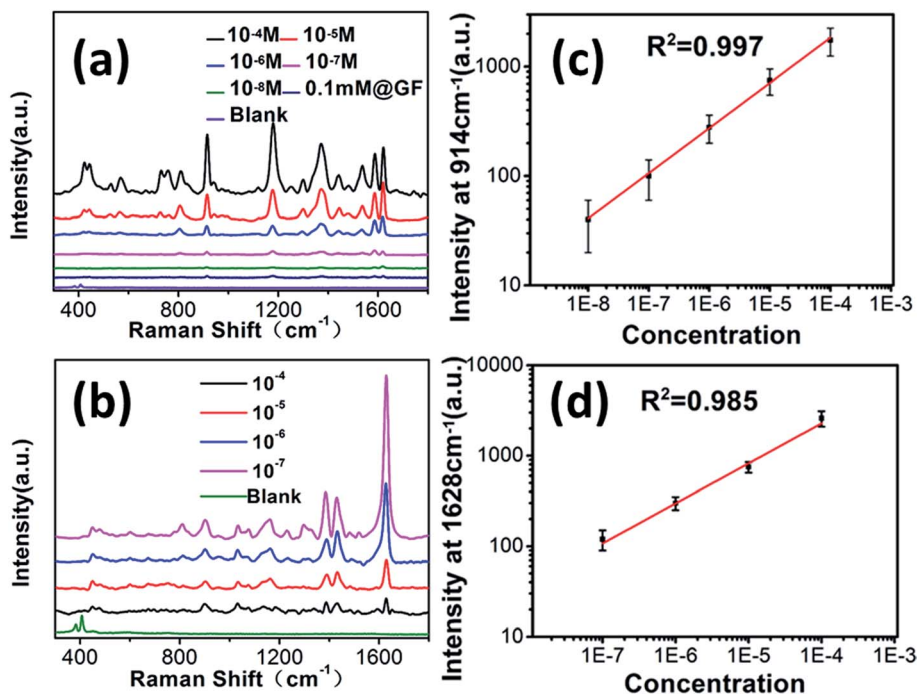 (a)
10⁻⁴M 10⁻⁵M
10⁻⁶M 10⁻⁷M
10⁻⁸M 0.1mM@GF
Blank
Intensity(a.u.)
400 800 1200 1600
Raman Shift（cm⁻¹）
(c)
R²=0.997
Intensity at 914cm⁻¹(a.u.)
1000
100
10
1E-8 1E-7 1E-6 1E-5 1E-4 1E-3
Concentration
(b)
10⁻⁴
10⁻⁵
10⁻⁶
10⁻⁷
Blank
Intensity(a.u.)
400 800 1200 1600
Raman Shift（cm⁻¹）
(d)
R²=0.985
Intensity at 1628cm⁻¹(a.u.)
10000
1000
100
10
1E-7 1E-6 1E-5 1E-4 1E-3
Concentration